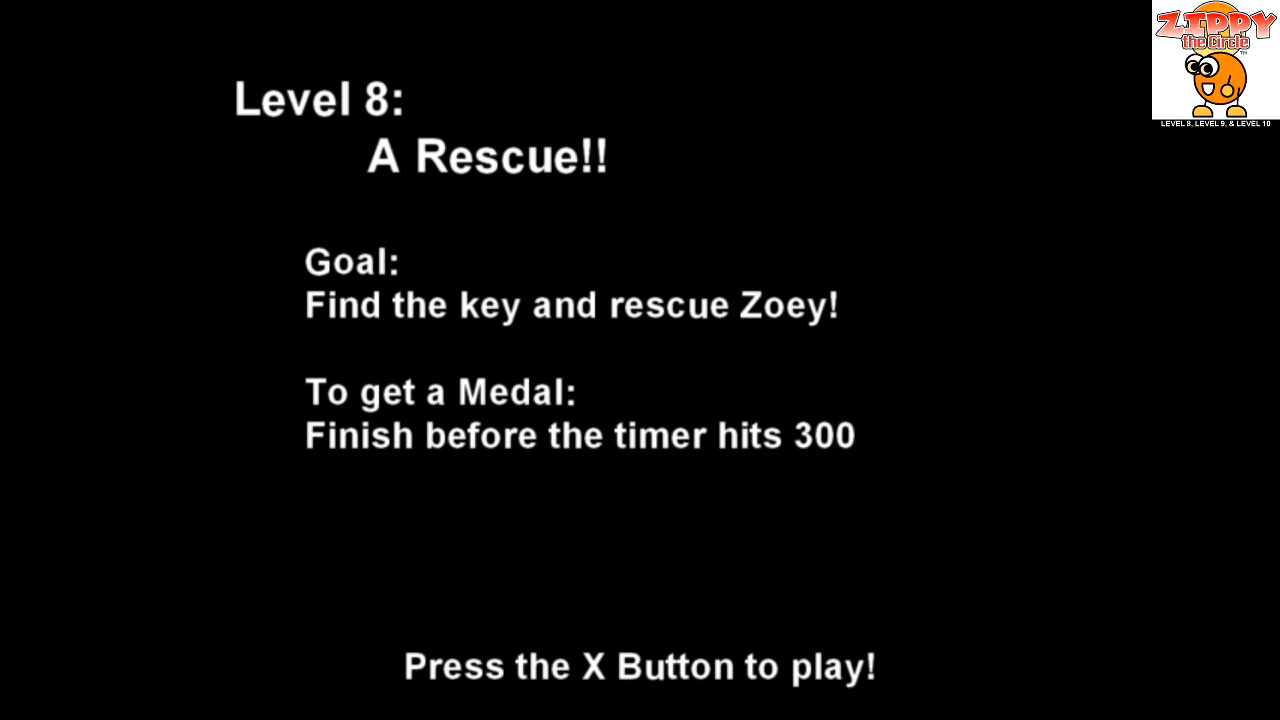 Level 8:
A Rescue!!
Goal:
Find the key and rescue Zoey!
To get a Medal:
Finish before the timer hits 300
Press the X Button to play!
ZIPPY
the Circle
TM
LEVEL 8, LEVEL 9, & LEVEL 10